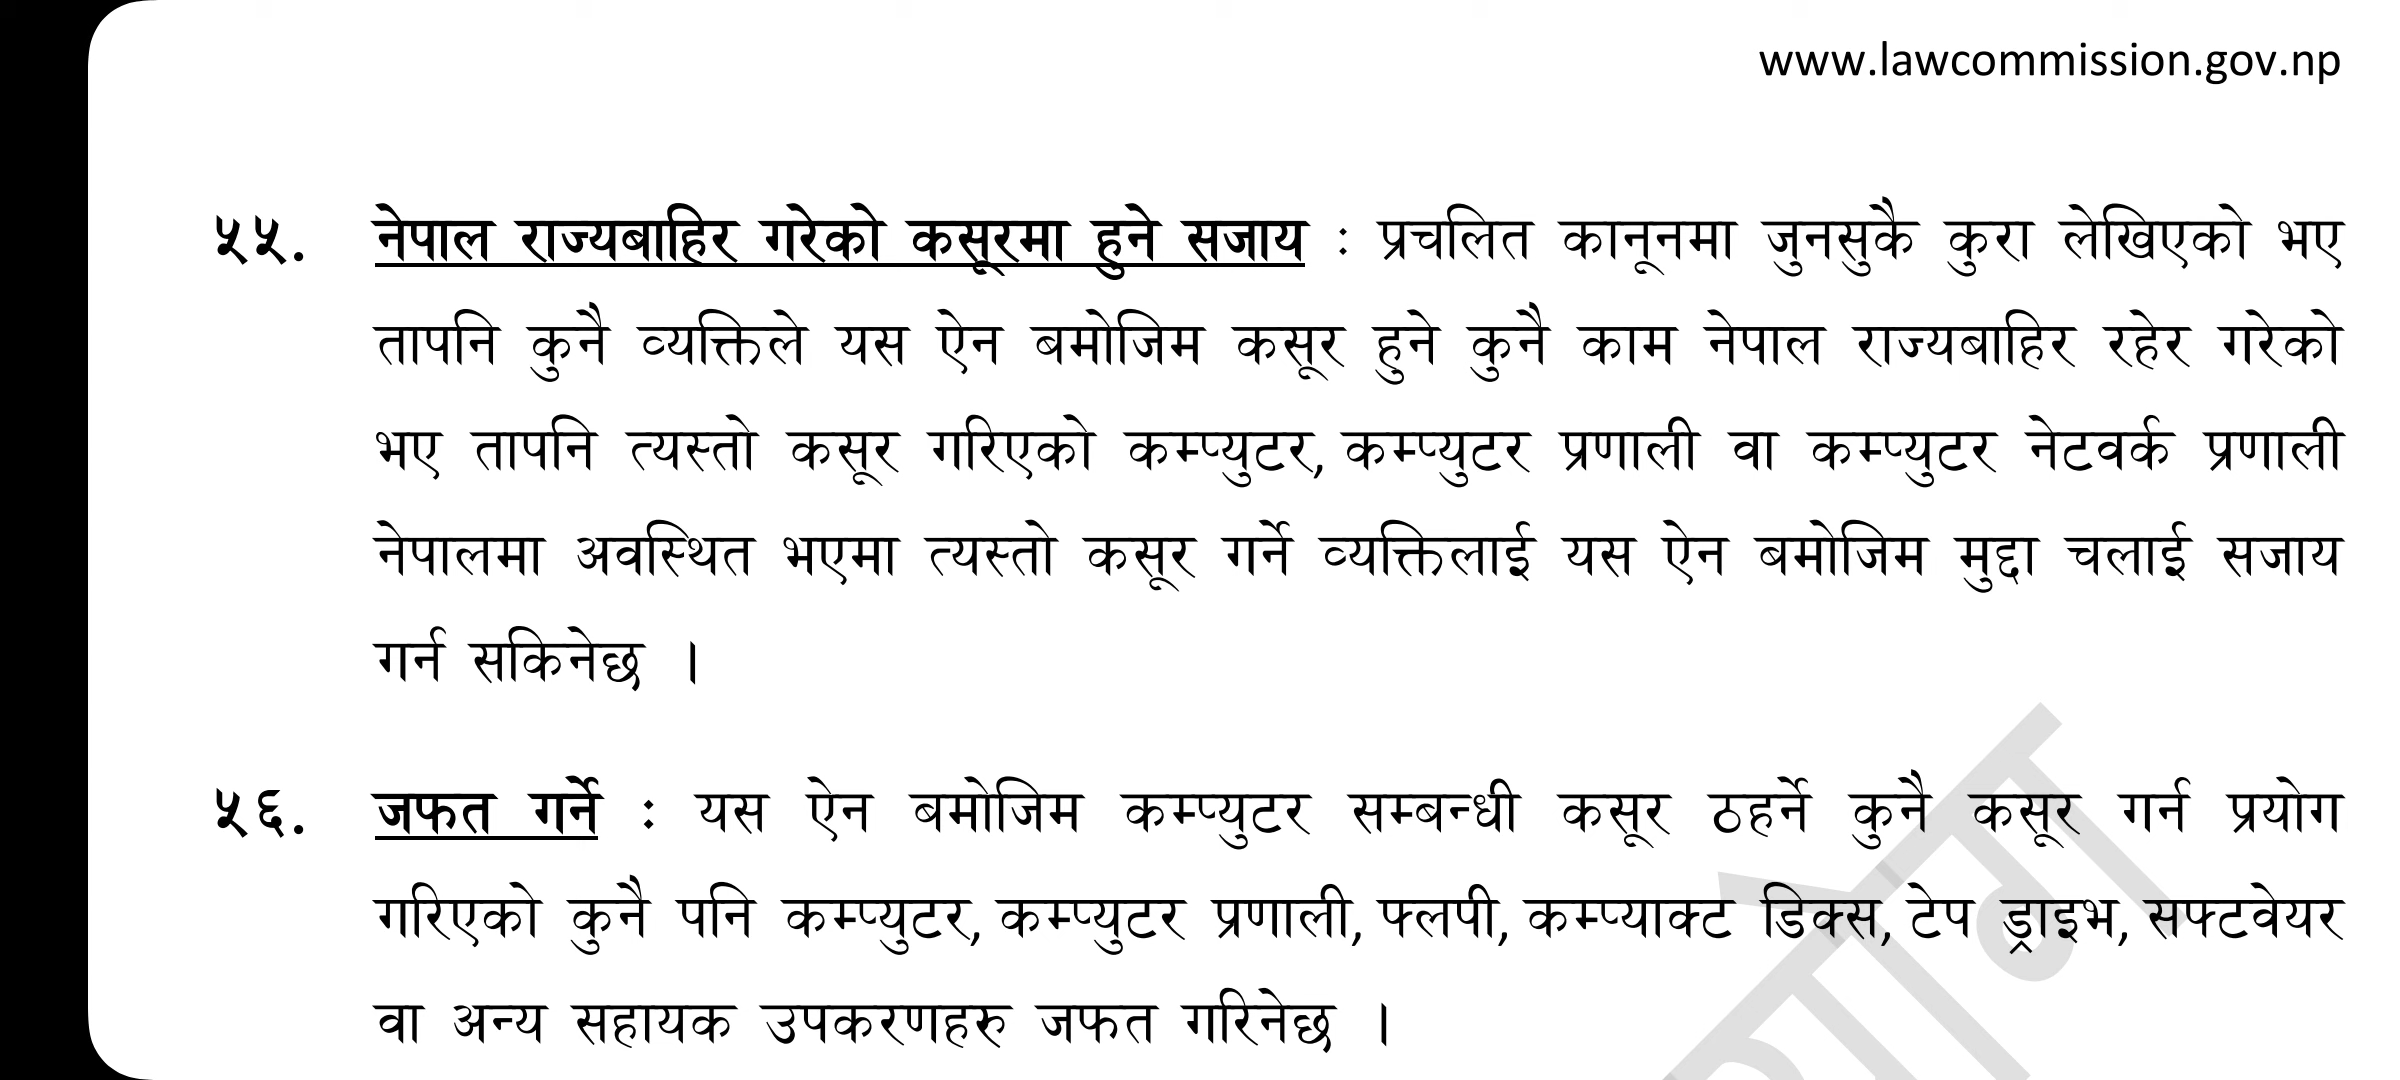 www.lawcommission.gov.np
५५. नेपाल राज्यबाहिर गरेको कसूरमा हुने सजाय : प्रचलित कानूनमा जुनसुकै कुरा लेखिएको भए
तापनि कुनै व्यक्तिले यस ऐन बमोजिम कसूर हुने कुनै काम नेपाल राज्यबाहिर रहेर गरेको
भए तापनि त्यस्तो कसूर गरिएको कम्प्युटर, कम्प्युटर प्रणाली वा कम्प्युटर नेटवर्क प्रणाली
नेपालमा अवस्थित भएमा त्यस्तो कसूर गर्ने व्यक्तिलाई यस ऐन बमोजिम मुद्दा चलाई सजाय
गर्न सकिनेछ ।
५६. जफत गर्ने : यस ऐन बमोजिम कम्प्युटर सम्बन्धी कसूर ठहर्ने कुनै कसूर गर्न प्रयोग
गरिएको कुनै पनि कम्प्युटर, कम्प्युटर प्रणाली, फ्लपी, कम्प्याक्ट डिक्स, टेप ड्राइभ, सफ्टवेयर
वा अन्य सहायक उपकरणहरु जफत गरिनेछ ।